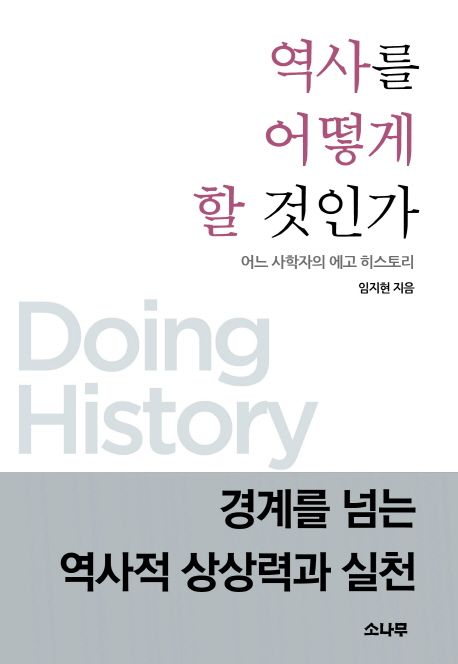 역사를
어떻게
할 것인가
어느 사학자의 에고 히스토리
임지현 지음
Doing
History
경계를 넘는
역사적 상상력과 실천
소나무